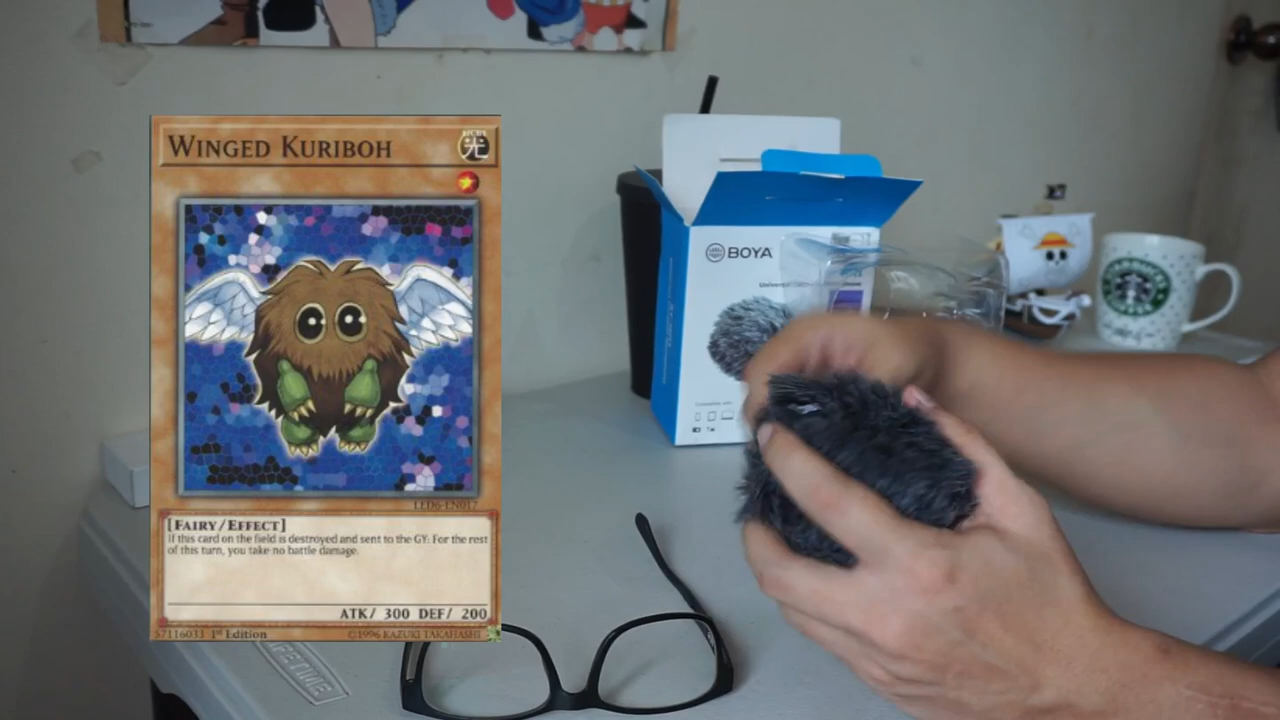 WINGED KURIBOH
光
LED6-EN017
[FAIRY/EFFECT]
If this card on the field is destroyed and sent to the GY: For the rest
of this turn, you take no battle damage.
ATK/ 300 DEF/ 200
57116033 1st Edition
©1996 KAZUKI TAKAHASHI
BOYA
LIFETIME